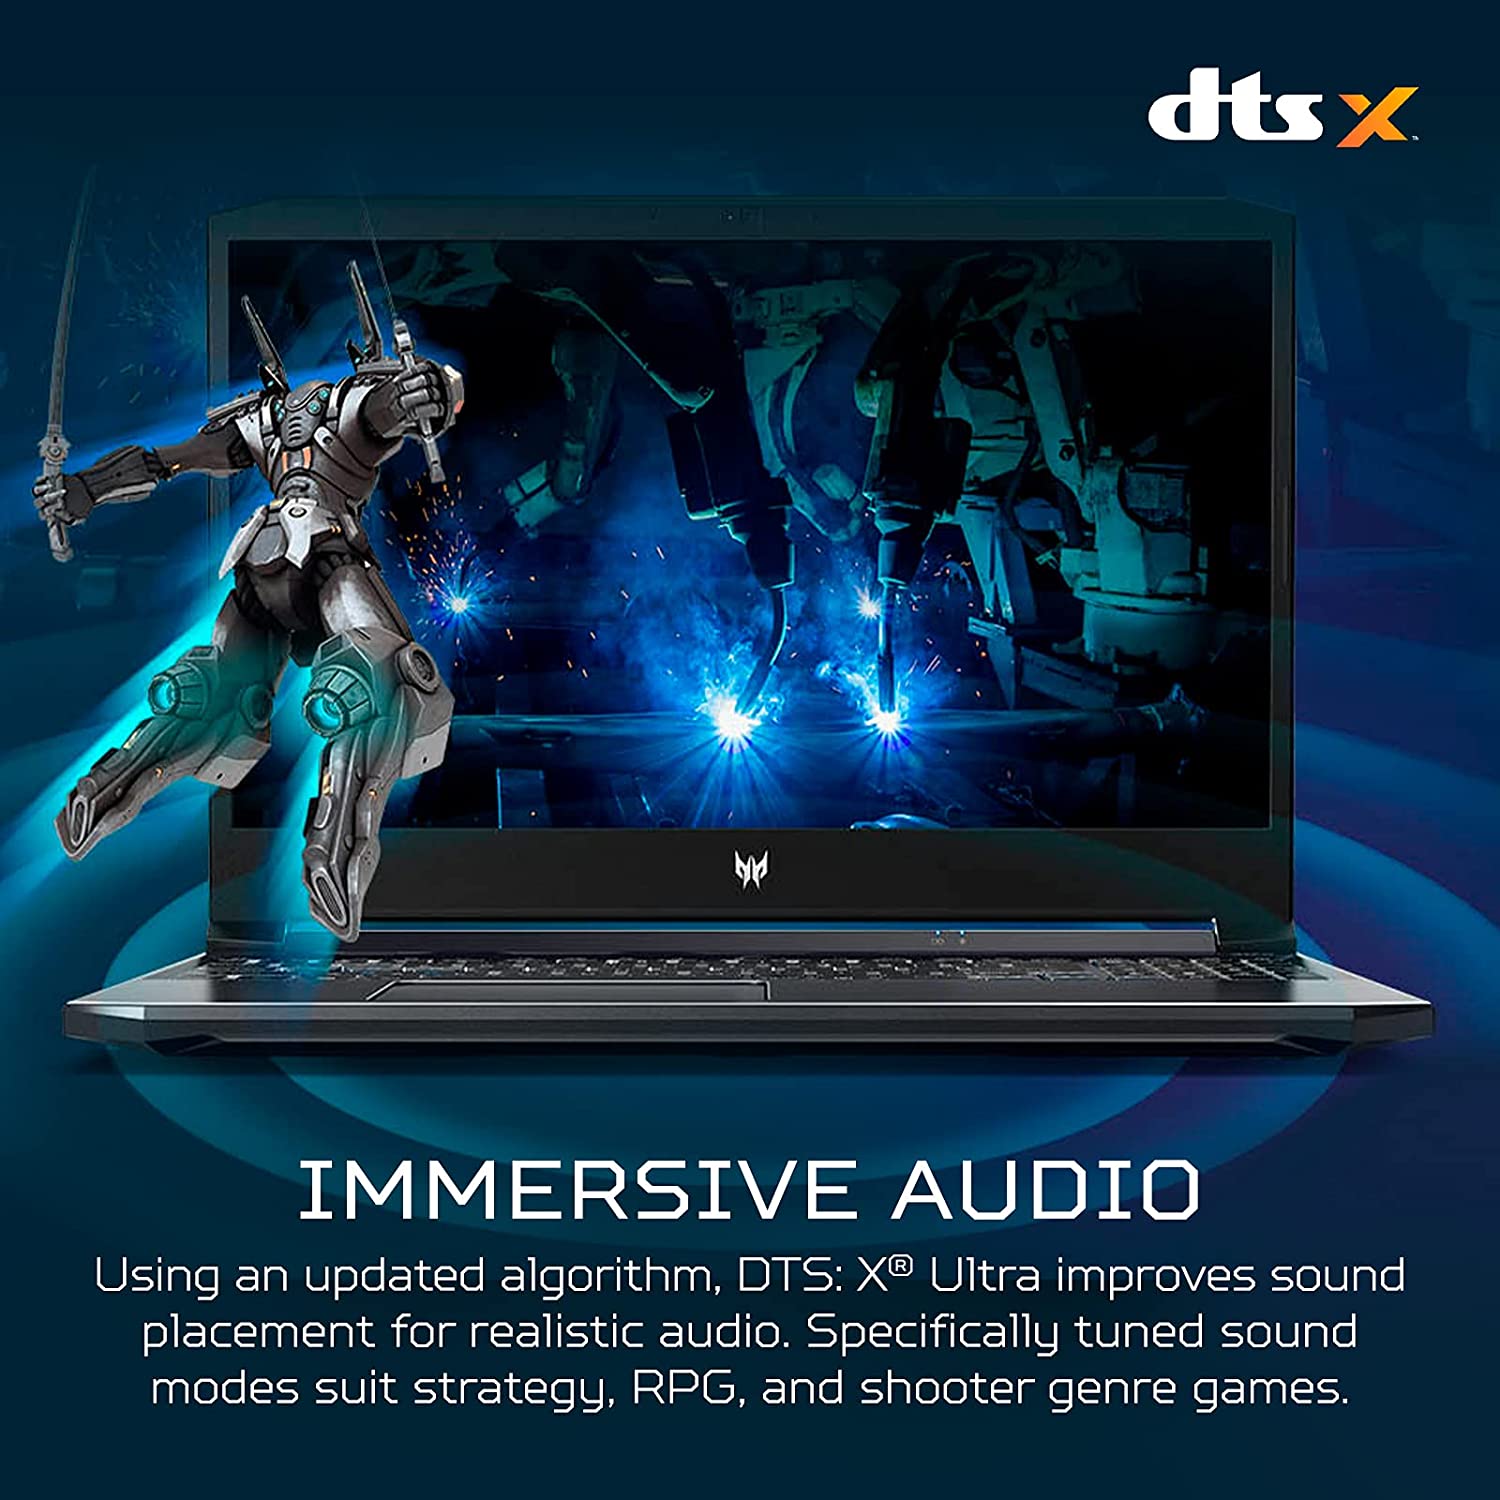 dts x
IMMERSIVE AUDIO
Using an updated algorithm, DTS: X® Ultra improves sound
placement for realistic audio. Specifically tuned sound
modes suit strategy, RPG, and shooter genre games.